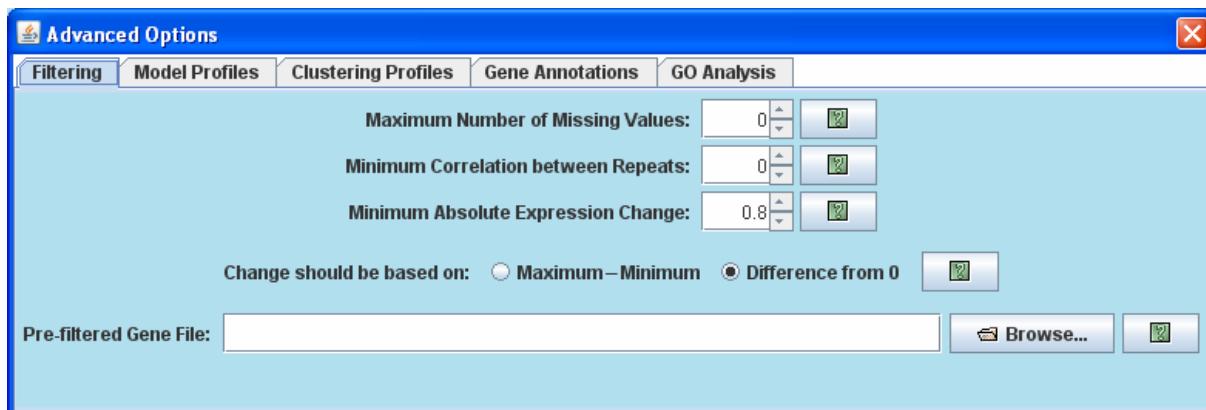 Advanced Options
Filtering Model Profiles Clustering Profiles Gene Annotations GO Analysis
Maximum Number of Missing Values: 0
Minimum Correlation between Repeats: 0
Minimum Absolute Expression Change: 0.8
Change should be based on: Maximum–Minimum Difference from 0
Pre-filtered Gene File: Browse...